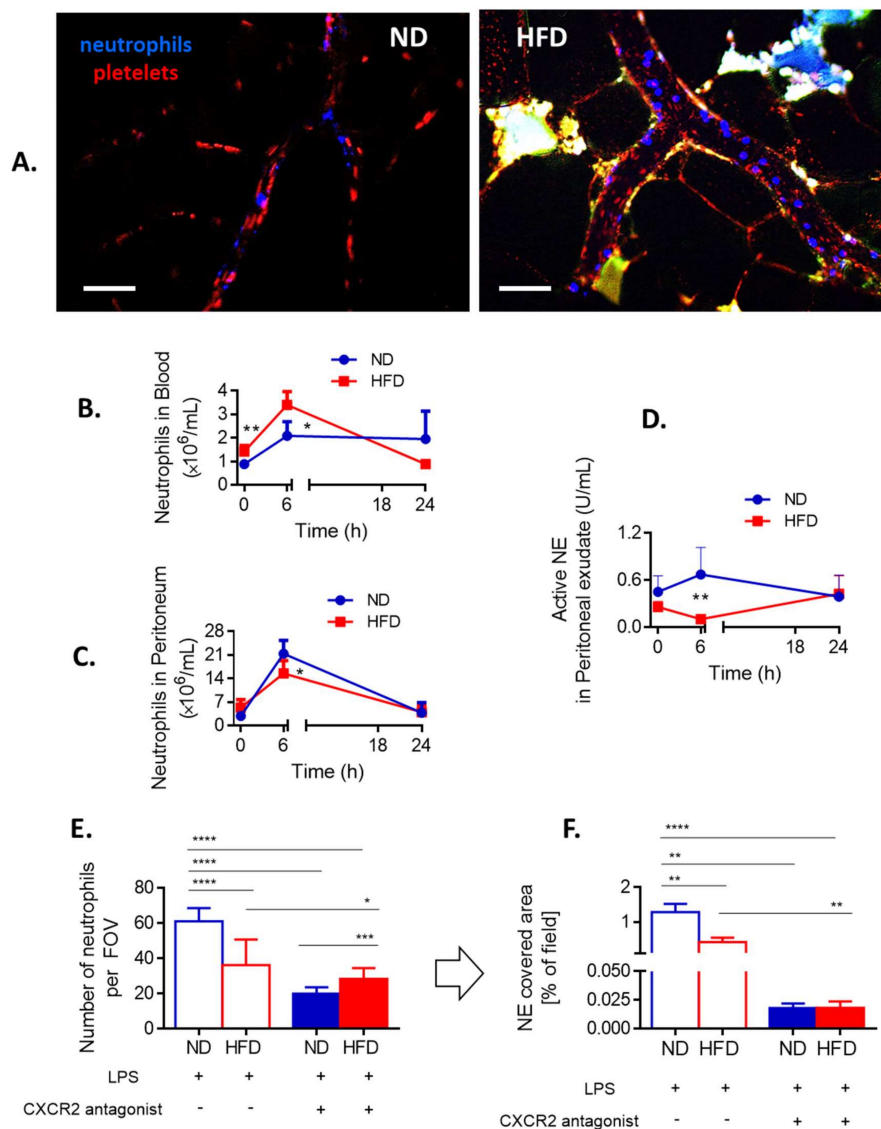 A.
neutrophils
pletelets
ND
HFD
B.
Neutrophils in Blood
(×10⁶/mL)
ND
HFD
4
3
2
1
0
**
*
0 6 18 24
Time (h)
C.
Neutrophils in Peritoneum
(×10⁶/mL)
ND
HFD
28
21
14
7
0
*
0 6 18 24
Time (h)
D.
Active NE
in Peritoneal exudate (U/mL)
ND
HFD
1.2
0.6
0.0
**
0 6 18 24
Time (h)
E.
Number of neutrophils
per FOV
****
****
****
*
***
80
60
40
20
0
ND HFD ND HFD
LPS + + + +
CXCR2 antagonist - - + +
F.
NE covered area
[% of field]
****
**
**
**
2
1
0.050
0.025
0.000
ND HFD ND HFD
LPS + + + +
CXCR2 antagonist - - + +